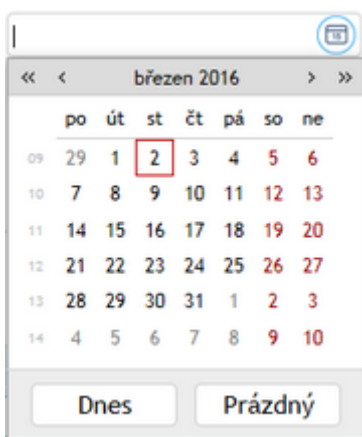 « ‹ březen 2016 › »
po út st čt pá so ne
09 29 1 2 3 4 5 6
10 7 8 9 10 11 12 13
11 14 15 16 17 18 19 20
12 21 22 23 24 25 26 27
13 28 29 30 31 1 2 3
14 4 5 6 7 8 9 10
Dnes Prázdný